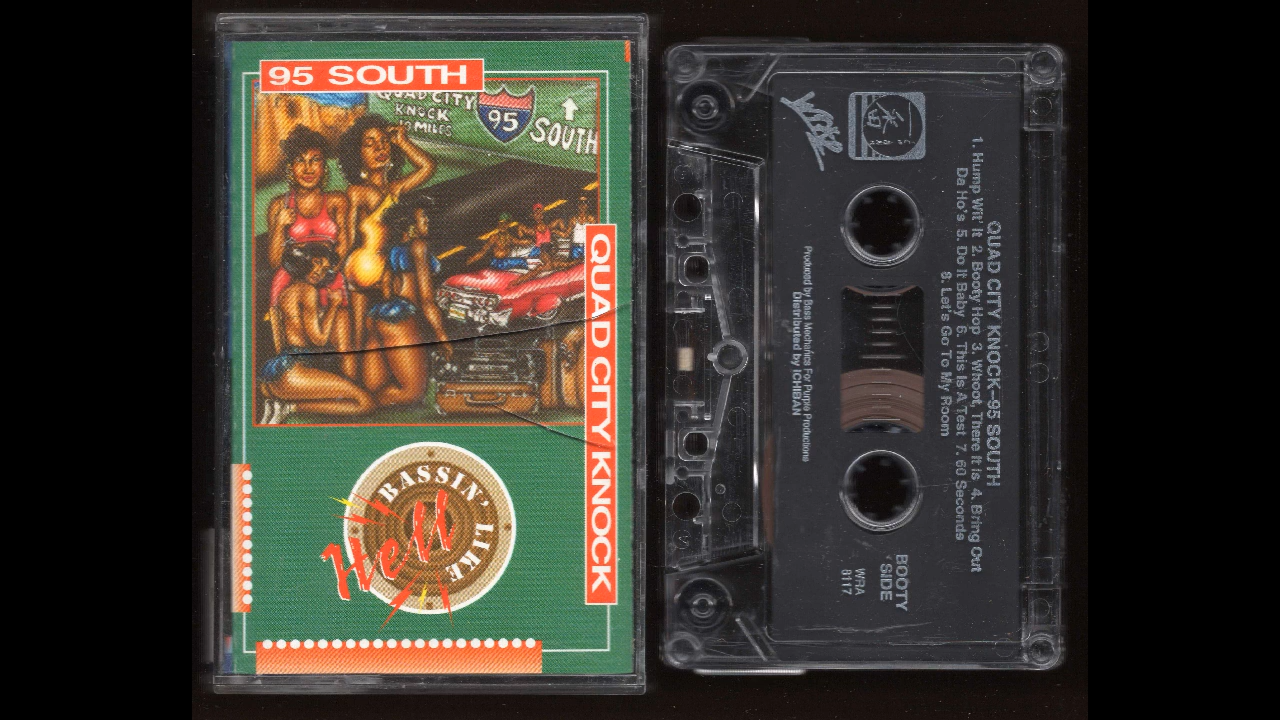 95 SOUTH
QUAD CITY
KNOCK
95
SOUTH
QUAD CITY KNOCK
BASSIN' LIKE
Hell
QUAD CITY KNOCK–95 SOUTH
1. Hump Wit' It 2. Booty Hop 3. Whoot, There It is 4. Bring Out
Da Ho's 5. Do It Baby 6. This Is A Test 7. 60 Seconds
8. Let's Go To My Room
Produced by Bass Mechanics For Purple Productions
Distributed by ICHIBAN
BOOTY
SIDE
WRA
8117